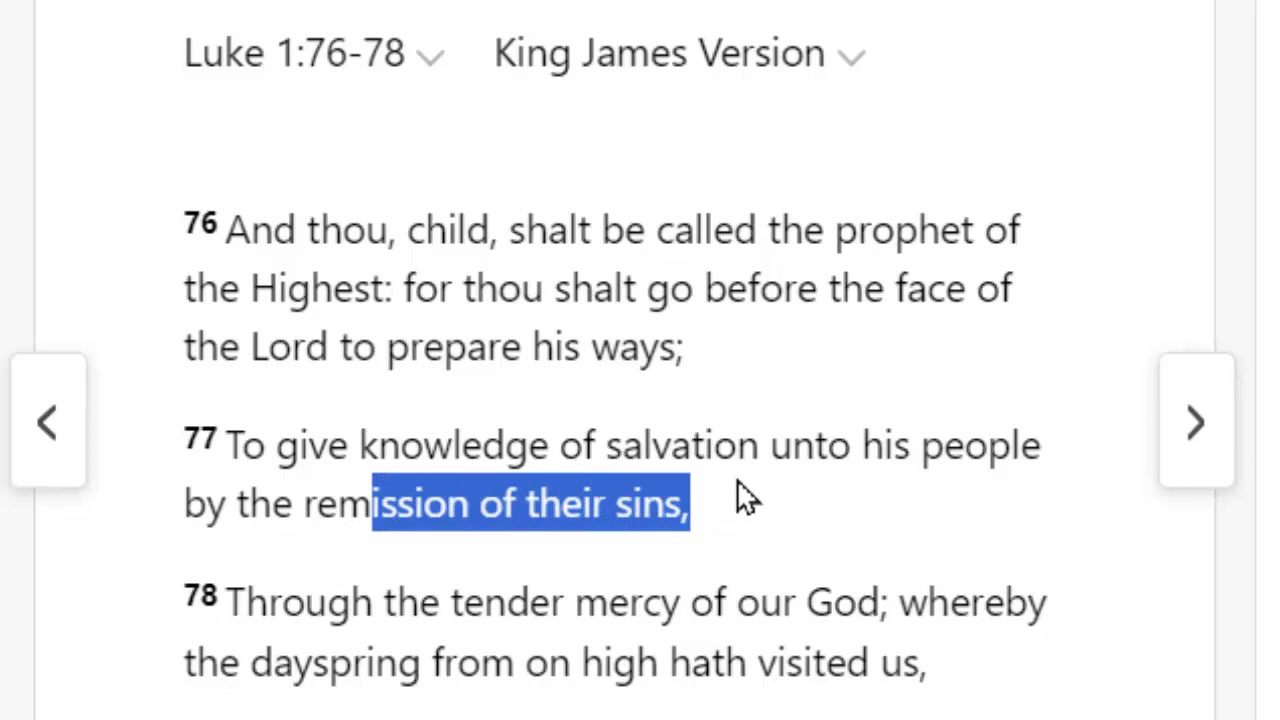 Luke 1:76-78 King James Version
76 And thou, child, shalt be called the prophet of
the Highest: for thou shalt go before the face of
the Lord to prepare his ways;
77 To give knowledge of salvation unto his people
by the remission of their sins,
78 Through the tender mercy of our God; whereby
the dayspring from on high hath visited us,